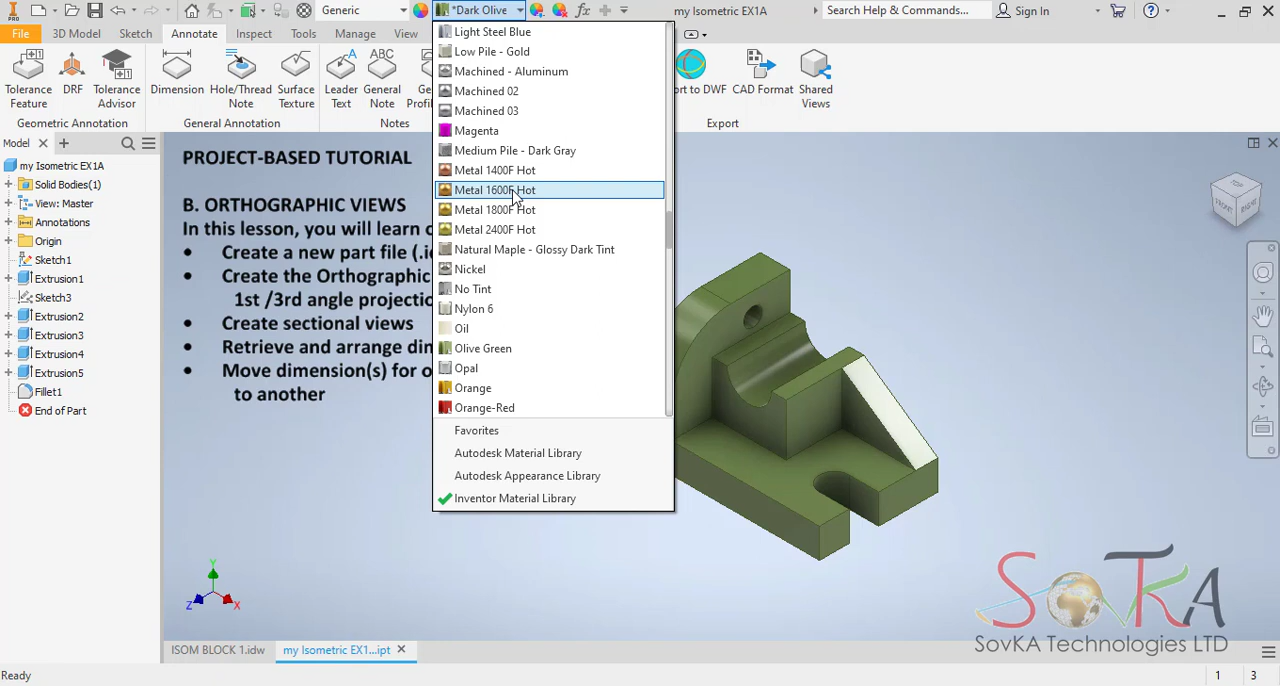 PRO
Generic
*Dark Olive
my Isometric EX1A
Search Help & Commands...
Sign In
File
3D Model
Sketch
Annotate
Inspect
Tools
Manage
View
Tolerance
Feature
DRF
Tolerance
Advisor
Dimension
Hole/Thread
Note
Surface
Texture
Leader
Text
ABC
General
Note
Export to DWF
CAD Format
Shared
Views
Geometric Annotation
General Annotation
Notes
Export
Model
my Isometric EX1A
Solid Bodies(1)
View: Master
Annotations
Origin
Sketch1
Extrusion1
Sketch3
Extrusion2
Extrusion3
Extrusion4
Extrusion5
Fillet1
End of Part
PROJECT-BASED TUTORIAL
B. ORTHOGRAPHIC VIEWS
In this lesson, you will learn
• Create a new part file
• Create the Orthographic
1st /3rd angle projection
• Create sectional views
• Retrieve and arrange
• Move dimension(s) for
to another
Light Steel Blue
Low Pile - Gold
Machined - Aluminum
Machined 02
Machined 03
Magenta
Medium Pile - Dark Gray
Metal 1400F Hot
Metal 1600F Hot
Metal 1800F Hot
Metal 2400F Hot
Natural Maple - Glossy Dark Tint
Nickel
No Tint
Nylon 6
Oil
Olive Green
Opal
Orange
Orange-Red
Favorites
Autodesk Material Library
Autodesk Appearance Library
Inventor Material Library
TOP
FRONT
RIGHT
Y
Z
X
SovKA
SovKA Technologies LTD
ISOM BLOCK 1.idw
my Isometric EX1...ipt
Ready
1
3